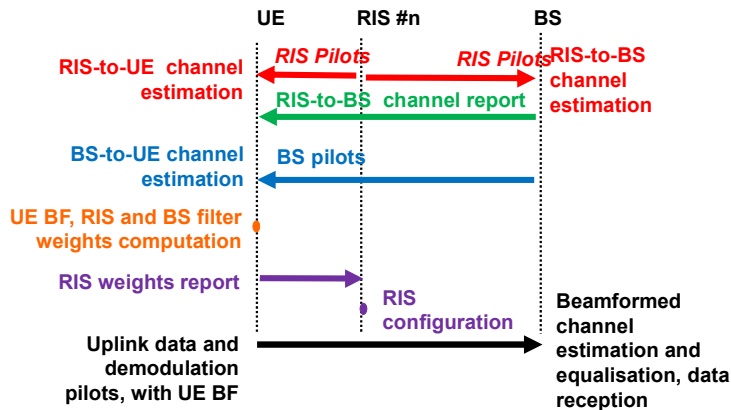 UE
RIS #n
BS
RIS Pilots
RIS Pilots
RIS-to-UE channel
estimation
RIS-to-BS
channel
estimation
RIS-to-BS channel report
BS-to-UE channel
estimation
BS pilots
UE BF, RIS and BS filter
weights computation
RIS weights report
RIS
configuration
Uplink data and
demodulation
pilots, with UE BF
Beamformed
channel
estimation and
equalisation, data
reception